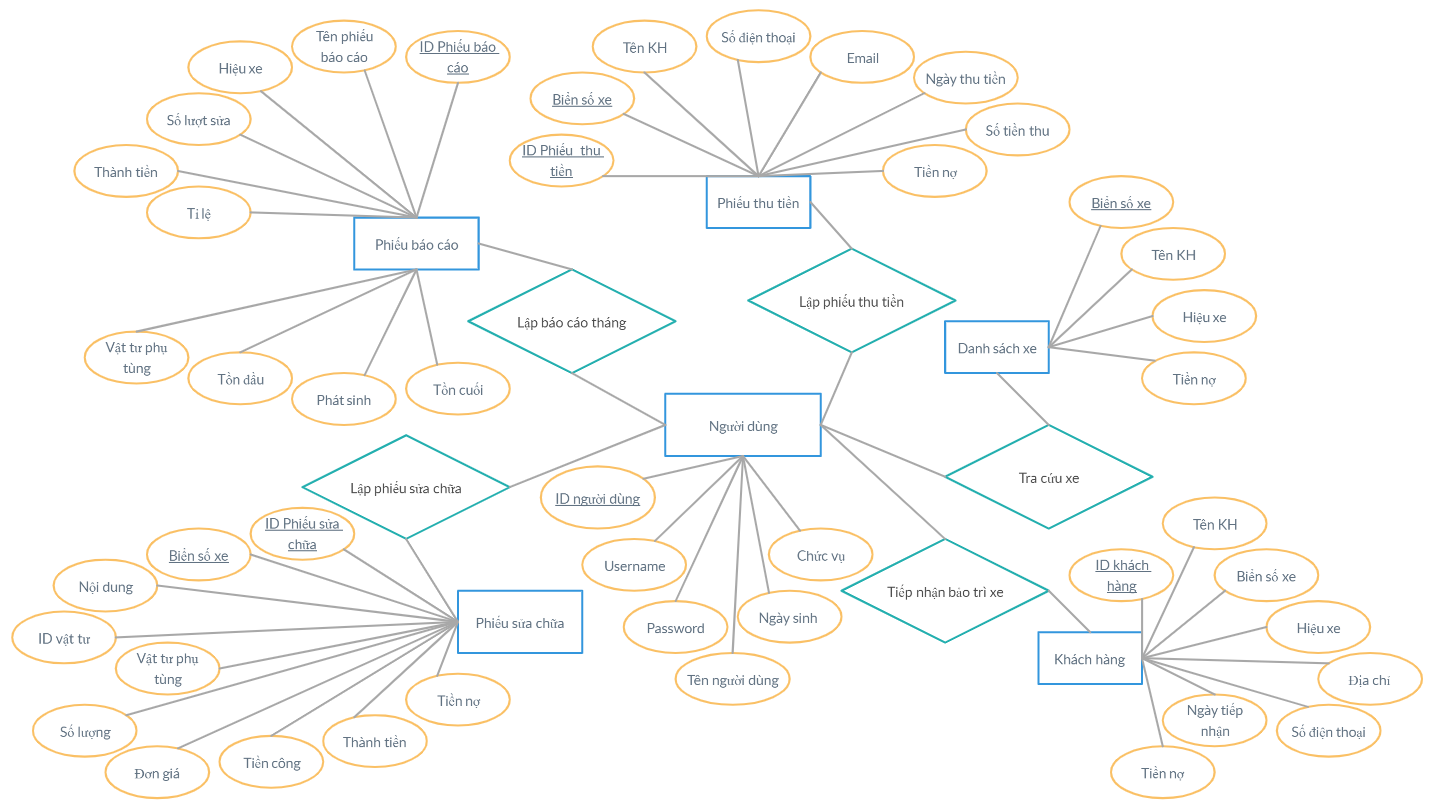 Tên phiếu
báo cáo
ID Phiếu báo
cáo
Hiệu xe
Số lượt sửa
Thành tiền
Tỉ lệ
Phiếu báo cáo
Vật tư phụ
tùng
Tồn đầu
Phát sinh
Tồn cuối
Lập báo cáo tháng
Số điện thoại
Tên KH
Email
Ngày thu tiền
Biển số xe
Số tiền thu
ID Phiếu thu
tiền
Tiền nợ
Phiếu thu tiền
Lập phiếu thu tiền
Biển số xe
Tên KH
Hiệu xe
Danh sách xe
Tiền nợ
Người dùng
Tra cứu xe
Lập phiếu sửa chữa
ID người dùng
Username
Password
Tên người dùng
Ngày sinh
Chức vụ
Tiếp nhận bảo trì xe
ID Phiếu sửa
chữa
Biển số xe
Nội dung
ID vật tư
Vật tư phụ
tùng
Số lượng
Đơn giá
Tiền công
Thành tiền
Tiền nợ
Phiếu sửa chữa
Tên KH
ID khách
hàng
Biển số xe
Hiệu xe
Khách hàng
Địa chỉ
Ngày tiếp
nhận
Số điện thoại
Tiền nợ